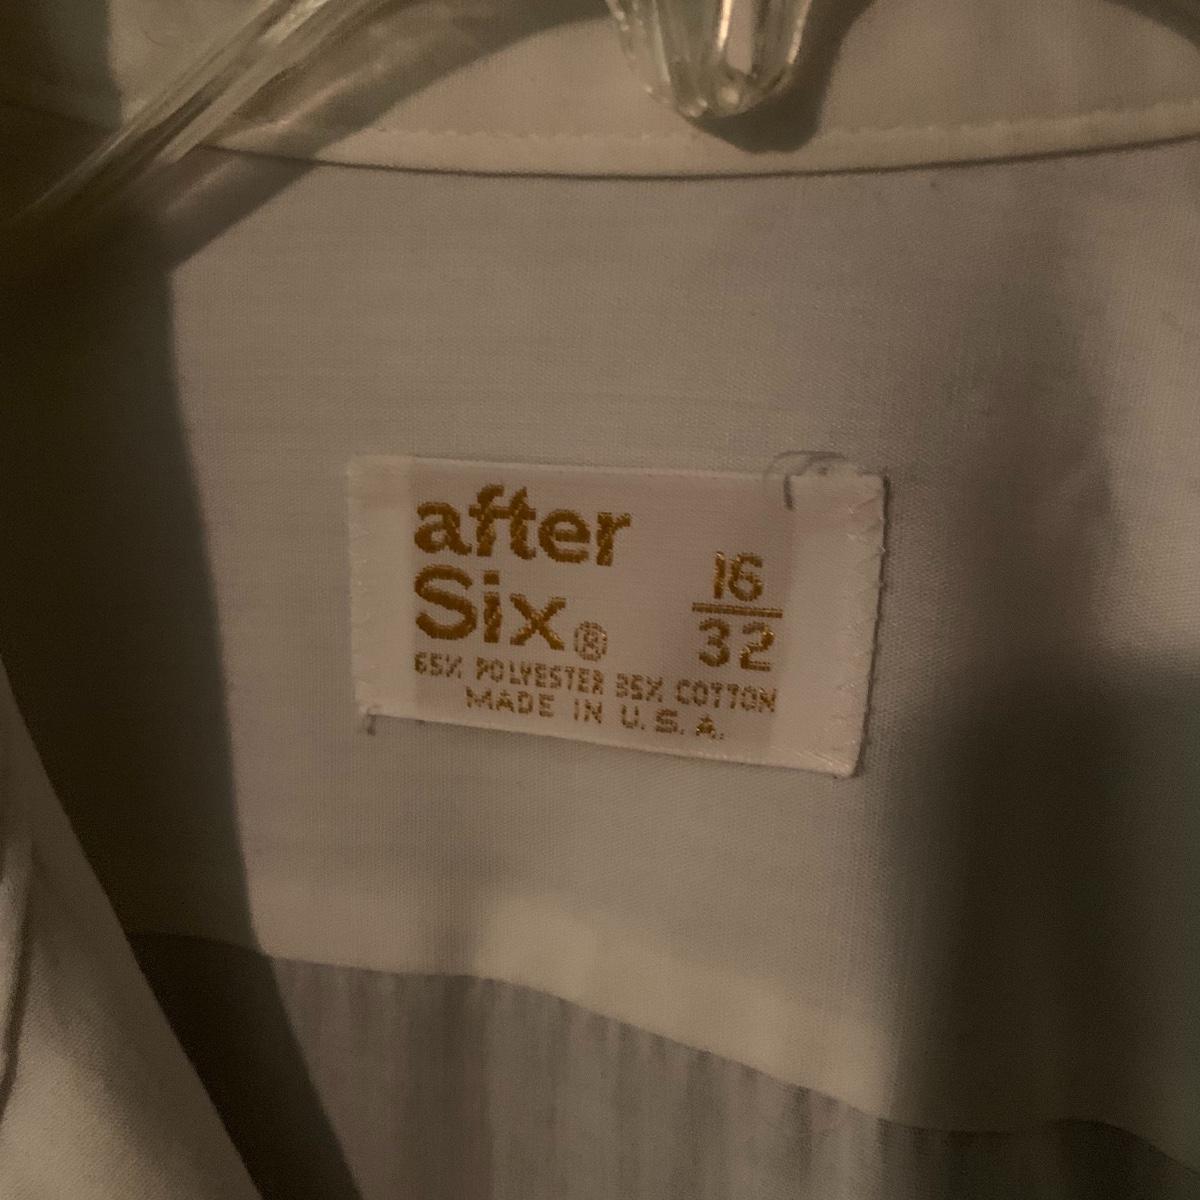 after
Six®
16
32
65% POLYESTER 35% COTTON
MADE IN U.S.A.